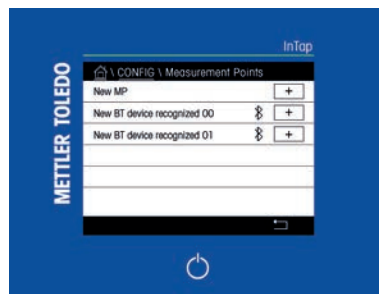 InTap
METTLER TOLEDO
\ CONFIG \ Measurement Points
New MP +
New BT device recognized 00 +
New BT device recognized 01 +